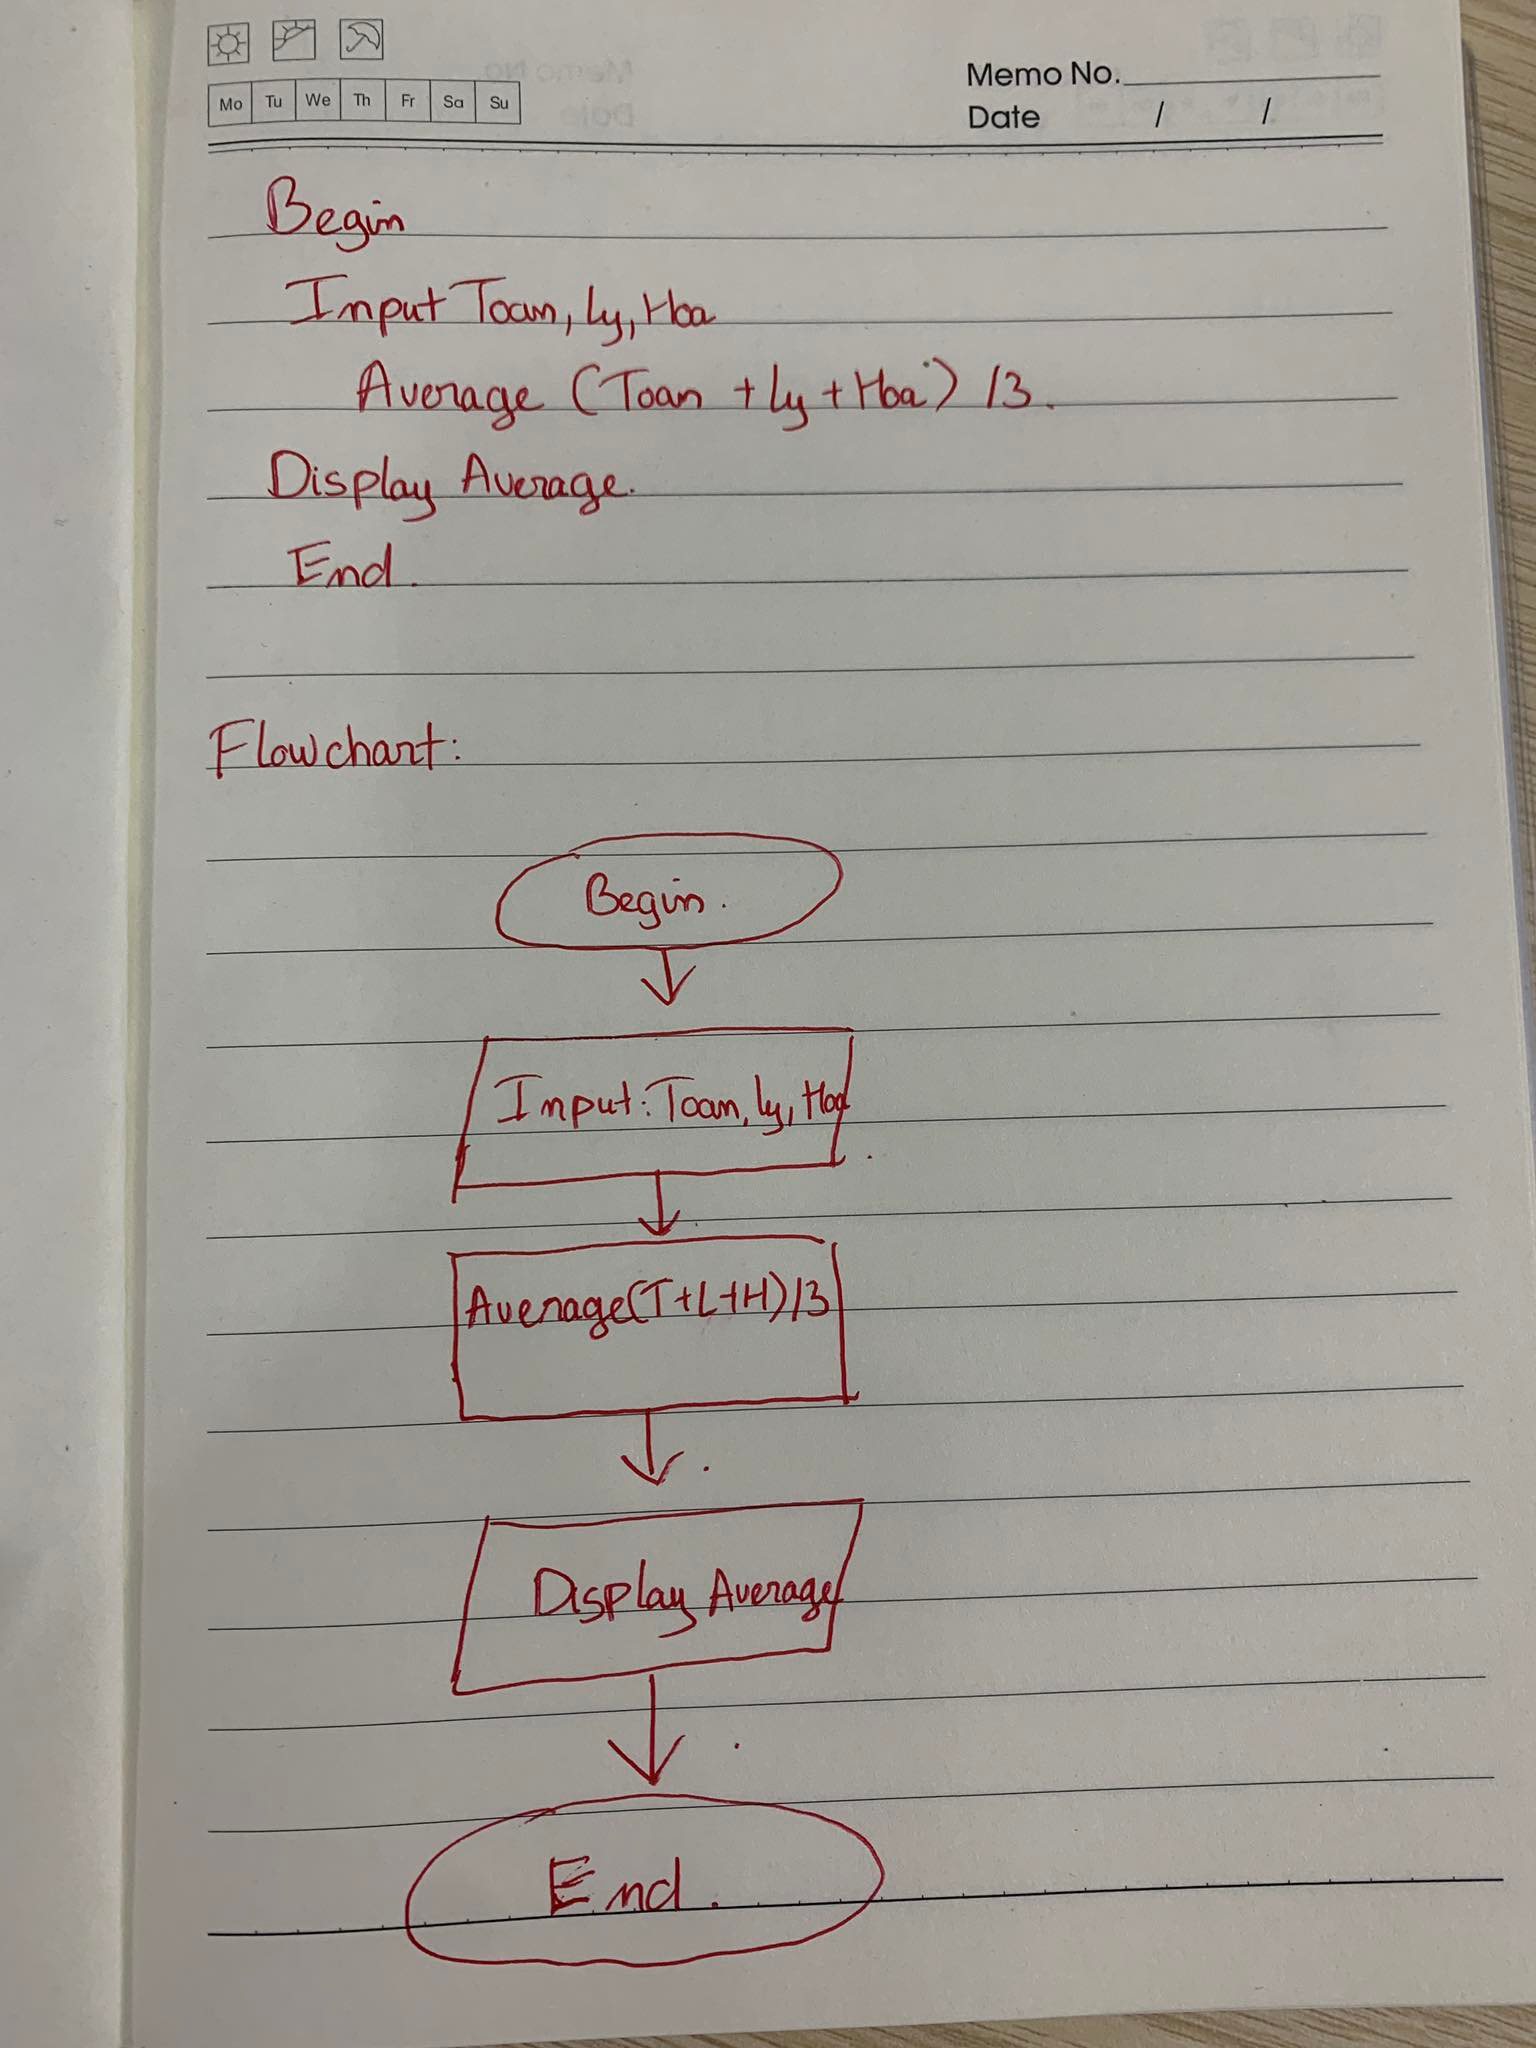 Mo Tu We Th Fr Sa Su
Memo No.
Date / /
Begin
Input Toan, Ly, Hoa
Average (Toan + Ly + Hoa) /3.
Display Average.
End.
Flowchart:
Begin.
Input: Toan, Ly, Hoa
Average(T+L+H)/3
Display Average
End.